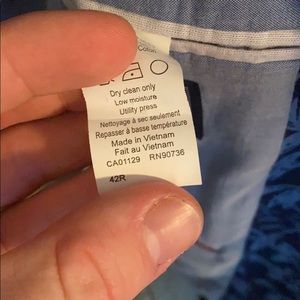 Dry clean only
Low moisture
Utility press
Nettoyage à sec seulement
Repasser à basse température
Made in Vietnam
Fait au Vietnam
CA01129 RN90736
42R